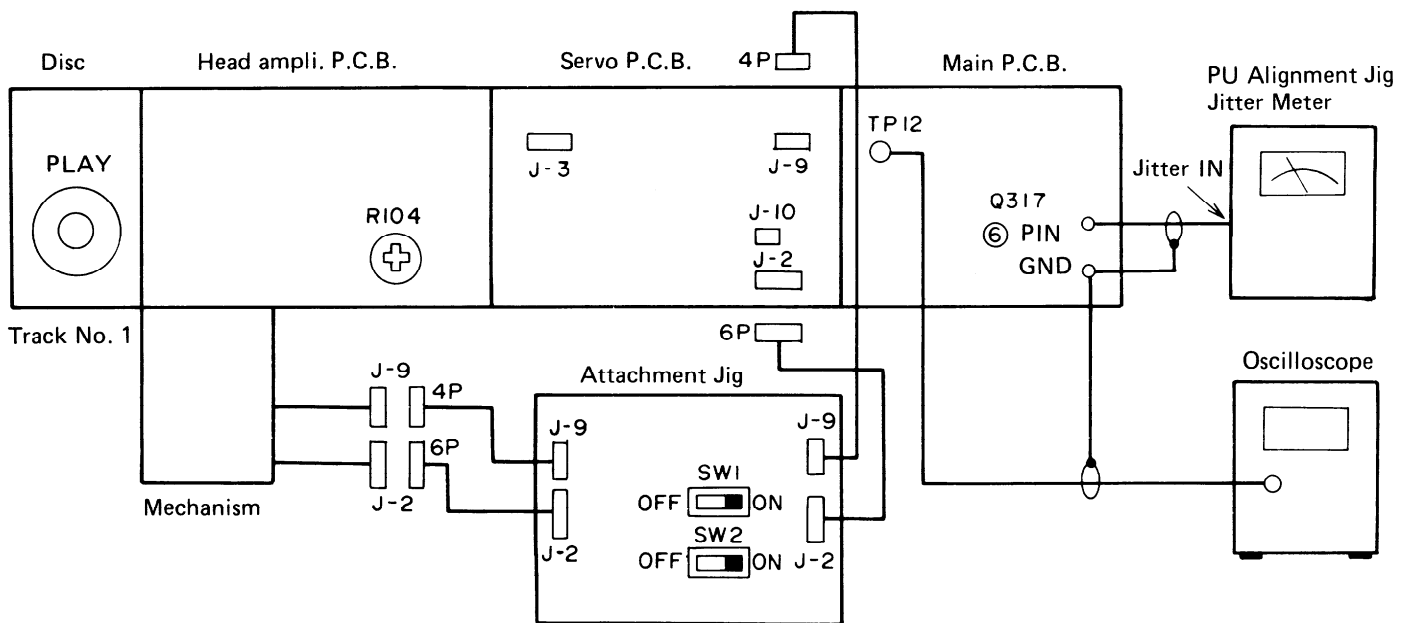 Disc
Head ampli. P.C.B.
Servo P.C.B.
4P
Main P.C.B.
PU Alignment Jig
Jitter Meter
PLAY
R104
J-3
J-9
J-10
J-2
TP12
Q317
⑥ PIN
GND
Jitter IN
Track No. 1
6P
Oscilloscope
Mechanism
J-9
4P
6P
J-2
Attachment Jig
J-9
J-2
SW1
OFF
ON
SW2
OFF
ON
J-9
J-2